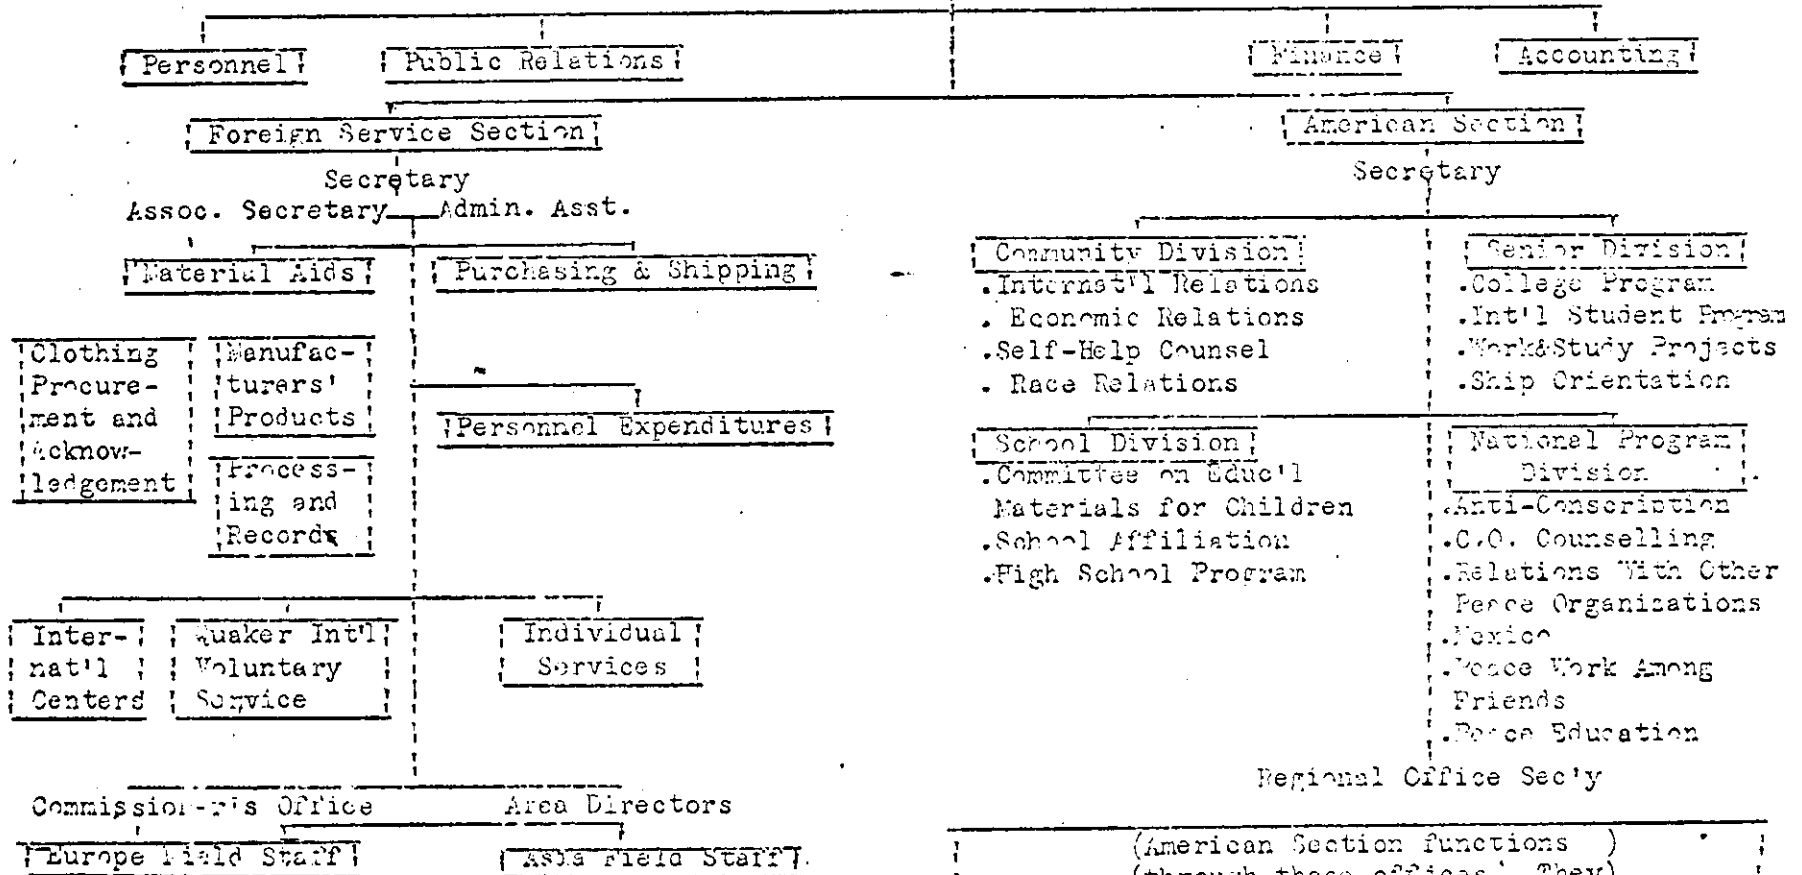 Personnel
Public Relations
Finance
Accounting
Foreign Service Section
American Section
Secretary
Assoc. Secretary Admin. Asst.
Material Aids
Purchasing & Shipping
Clothing
Procure-
ment and
Acknow-
ledgement
Manufac-
turers'
Products
Process-
ing and
Records
Personnel Expenditures
Inter-
nat'l
Centers
Quaker Int'l
Voluntary
Service
Individual
Services
Commission-r's Office
Area Directors
Europe Field Staff
Asia Field Staff
Secretary
Community Division
.Internat'l Relations
. Economic Relations
.Self-Help Counsel
. Race Relations
Senior Division
.College Program
.Int'l Student Program
.Work&Study Projects
.Ship Orientation
School Division
.Committee on Educ'l
Materials for Children
.School Affiliation
.High School Program
National Program
Division
.Anti-Conscription
.C.O. Counselling
.Relations With Other
Peace Organizations
.Mexico
.Peace Work Among
Friends
.Peace Education
Regional Office Sec'y
(American Section functions )
(through these offices. They)